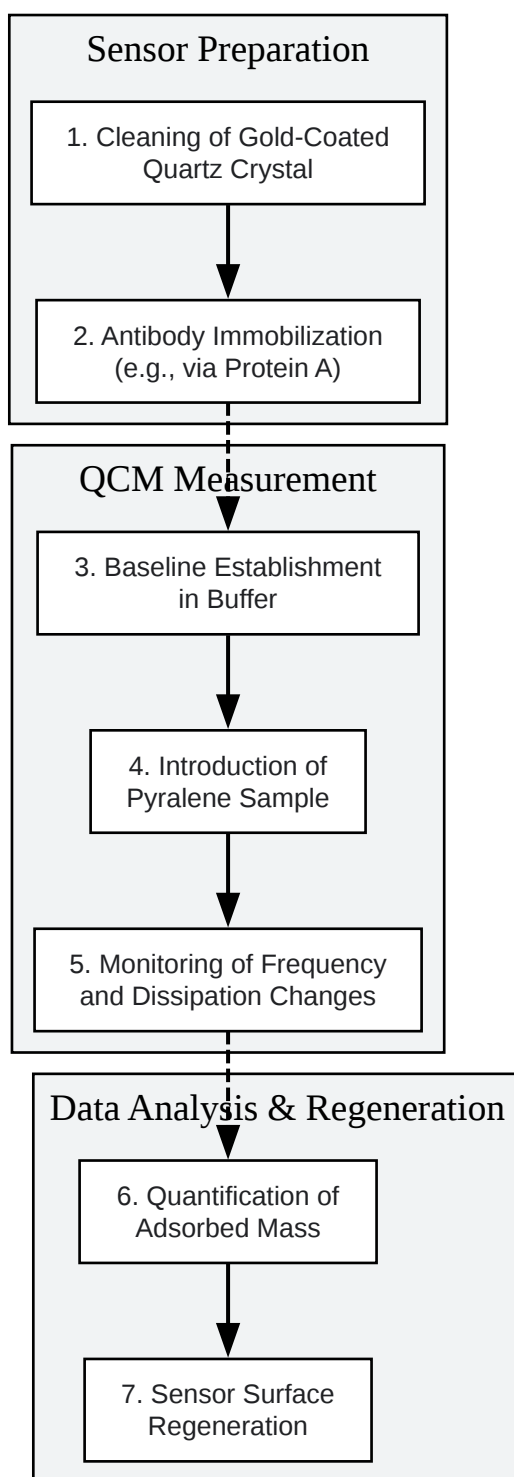 Sensor Preparation
1. Cleaning of Gold-Coated
Quartz Crystal
2. Antibody Immobilization
(e.g., via Protein A)
QCM Measurement
3. Baseline Establishment
in Buffer
4. Introduction of
Pyralene Sample
5. Monitoring of Frequency
and Dissipation Changes
Data Analysis & Regeneration
6. Quantification of
Adsorbed Mass
7. Sensor Surface
Regeneration